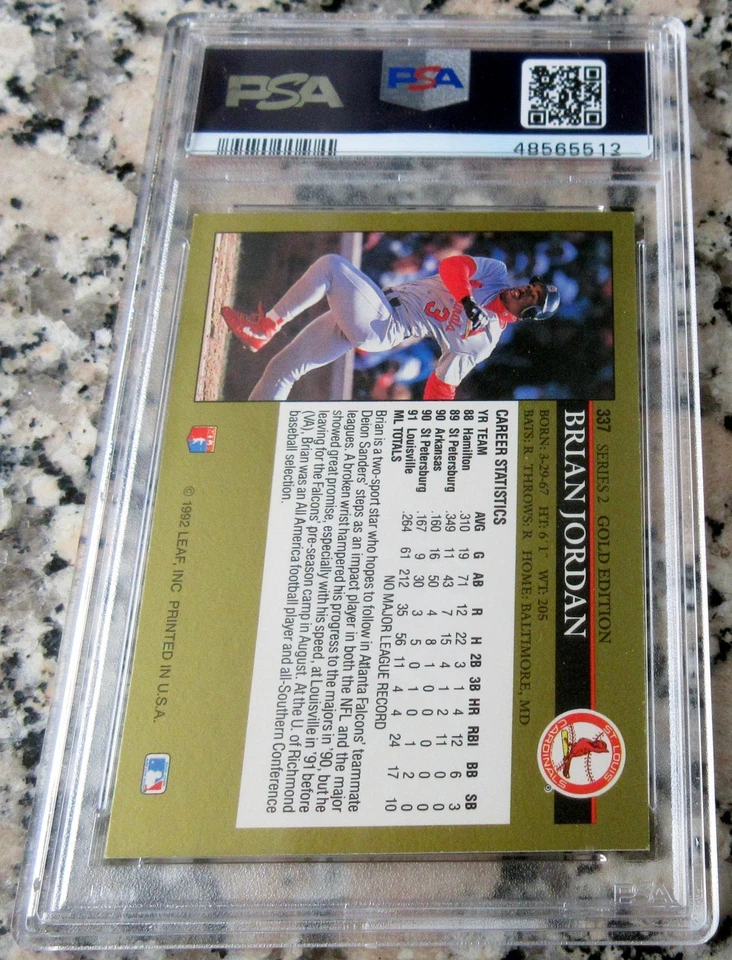 PSA
PSA
48565512
337 SERIES 2 GOLD EDITION
BRIAN JORDAN
BORN: 3-29-67 HT: 6' 1" WT: 205
BATS: R THROWS: R HOME: BALTIMORE, MD
ST. LOUIS
CARDINALS
CAREER STATISTICS
YR TEAM AVG G AB R H 2B 3B HR RBI BB SB
88 Hamilton .310 19 71 12 22 3 1 4 12 6 3
89 St Petersburg .349 11 43 7 15 4 1 2 11 0 0
90 Arkansas .160 16 50 4 8 1 0 0 0 0 0
90 St Petersburg .167 9 30 3 5 0 1 0 1 2 0
91 Louisville .264 61 212 35 56 11 4 4 24 17 10
ML TOTALS NO MAJOR LEAGUE RECORD
Brian is a two-sport star who hopes to follow in Atlanta Falcons' teammate
Deion Sanders' steps as an impact player in both the NFL and the major
leagues. A broken wrist hampered his progress to the majors in '90, but he
showed great promise, especially with his speed, at Louisville in '91 before
leaving for the Falcons' pre-season camp in August. At the U. of Richmond
(VA), Brian was an All America football player and all-Southern Conference
baseball selection.
© 1992 LEAF, INC PRINTED IN U.S.A.
3
PSA